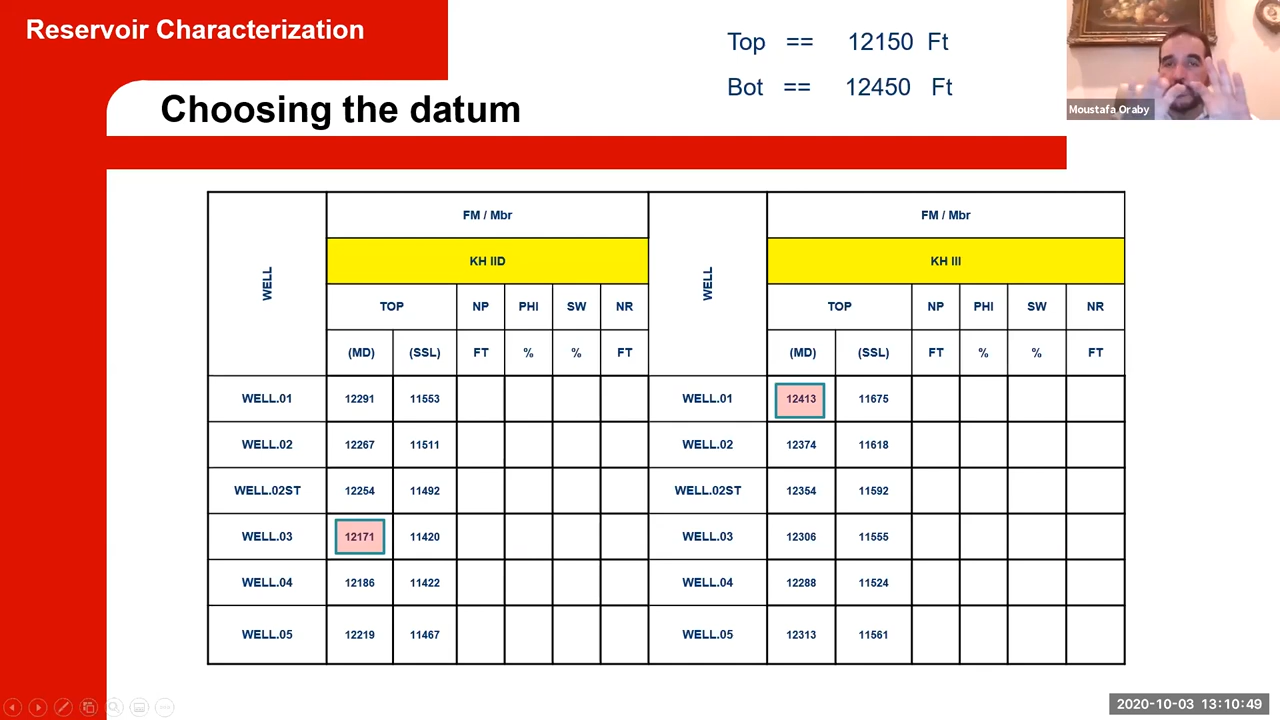 Reservoir Characterization
Choosing the datum
Top == 12150 Ft
Bot == 12450 Ft
Moustafa Oraby
WELL FM / Mbr WELL FM / Mbr
KH IID KH III
TOP NP PHI SW NR TOP NP PHI SW NR
(MD) (SSL) FT % % FT (MD) (SSL) FT % % FT
WELL.01 12291 11553 WELL.01 12413 11675
WELL.02 12267 11511 WELL.02 12374 11618
WELL.02ST 12254 11492 WELL.02ST 12354 11592
WELL.03 12171 11420 WELL.03 12306 11555
WELL.04 12186 11422 WELL.04 12288 11524
WELL.05 12219 11467 WELL.05 12313 11561
2020-10-03 13:10:49